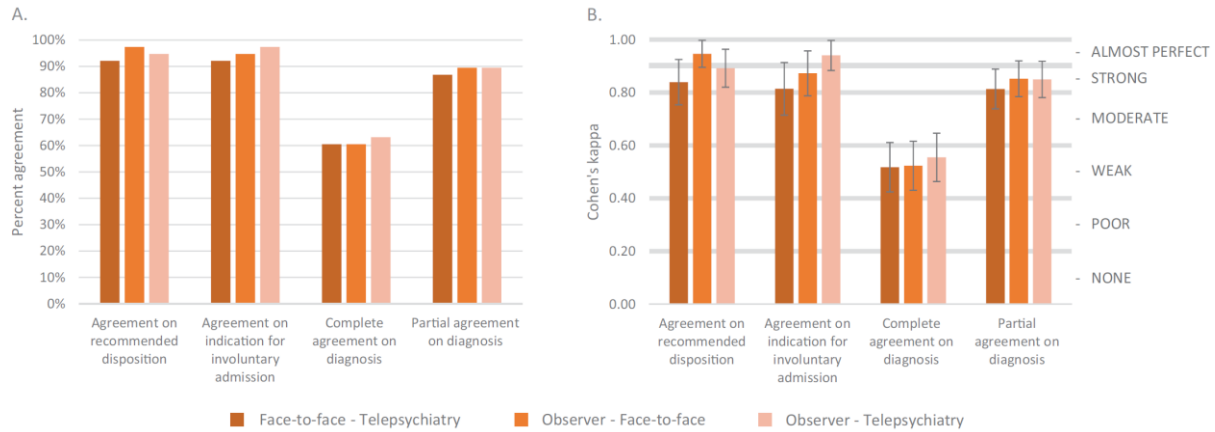 A.
Percent agreement
100%
90%
80%
70%
60%
50%
40%
30%
20%
10%
0%
Agreement on
recommended
disposition
Agreement on
indication for
involuntary
admission
Complete
agreement on
diagnosis
Partial agreement
on diagnosis
B.
Cohen's kappa
1.00
0.80
0.60
0.40
0.20
0.00
- ALMOST PERFECT
- STRONG
- MODERATE
- WEAK
- POOR
- NONE
Agreement on
recommended
disposition
Agreement on
indication for
involuntary
admission
Complete
agreement on
diagnosis
Partial
agreement on
diagnosis
Face-to-face - Telepsychiatry
Observer - Face-to-face
Observer - Telepsychiatry